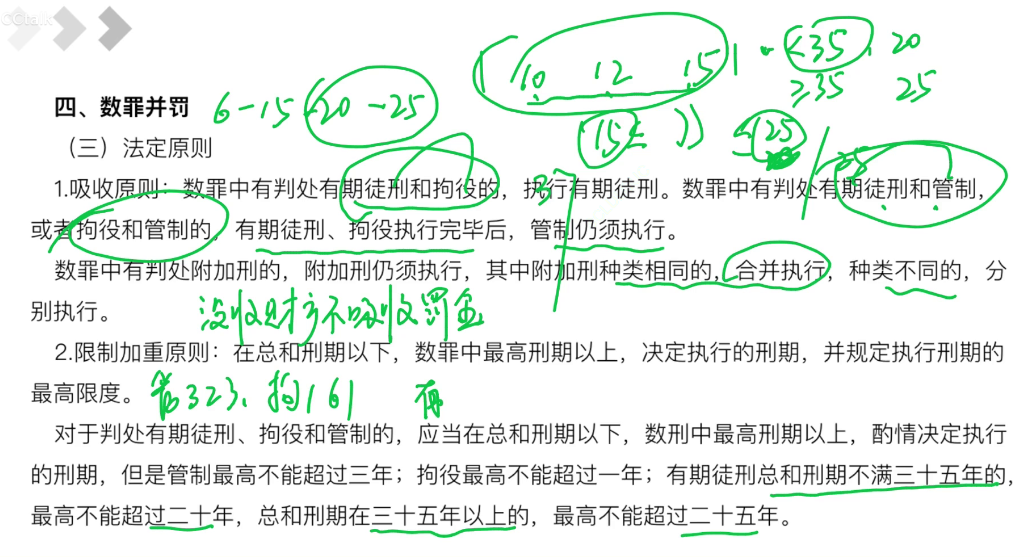 CCtalk
10 12 15 <35 20
≥35 25
四、数罪并罚 6-15 20-25
15≤ ≤25
（三）法定原则
1.吸收原则：数罪中有判处有期徒刑和拘役的，执行有期徒刑。数罪中有判处有期徒刑和管制，
或者拘役和管制的，有期徒刑、拘役执行完毕后，管制仍须执行。
数罪中有判处附加刑的，附加刑仍须执行，其中附加刑种类相同的，合并执行，种类不同的，分
别执行。
没收财产不吸收罚金
2.限制加重原则：在总和刑期以下，数罪中最高刑期以上，决定执行的刑期，并规定执行刑期的
最高限度。 管323、拘161 有
对于判处有期徒刑、拘役和管制的，应当在总和刑期以下，数刑中最高刑期以上，酌情决定执行
的刑期，但是管制最高不能超过三年；拘役最高不能超过一年；有期徒刑总和刑期不满三十五年的，
最高不能超过二十年，总和刑期在三十五年以上的，最高不能超过二十五年。